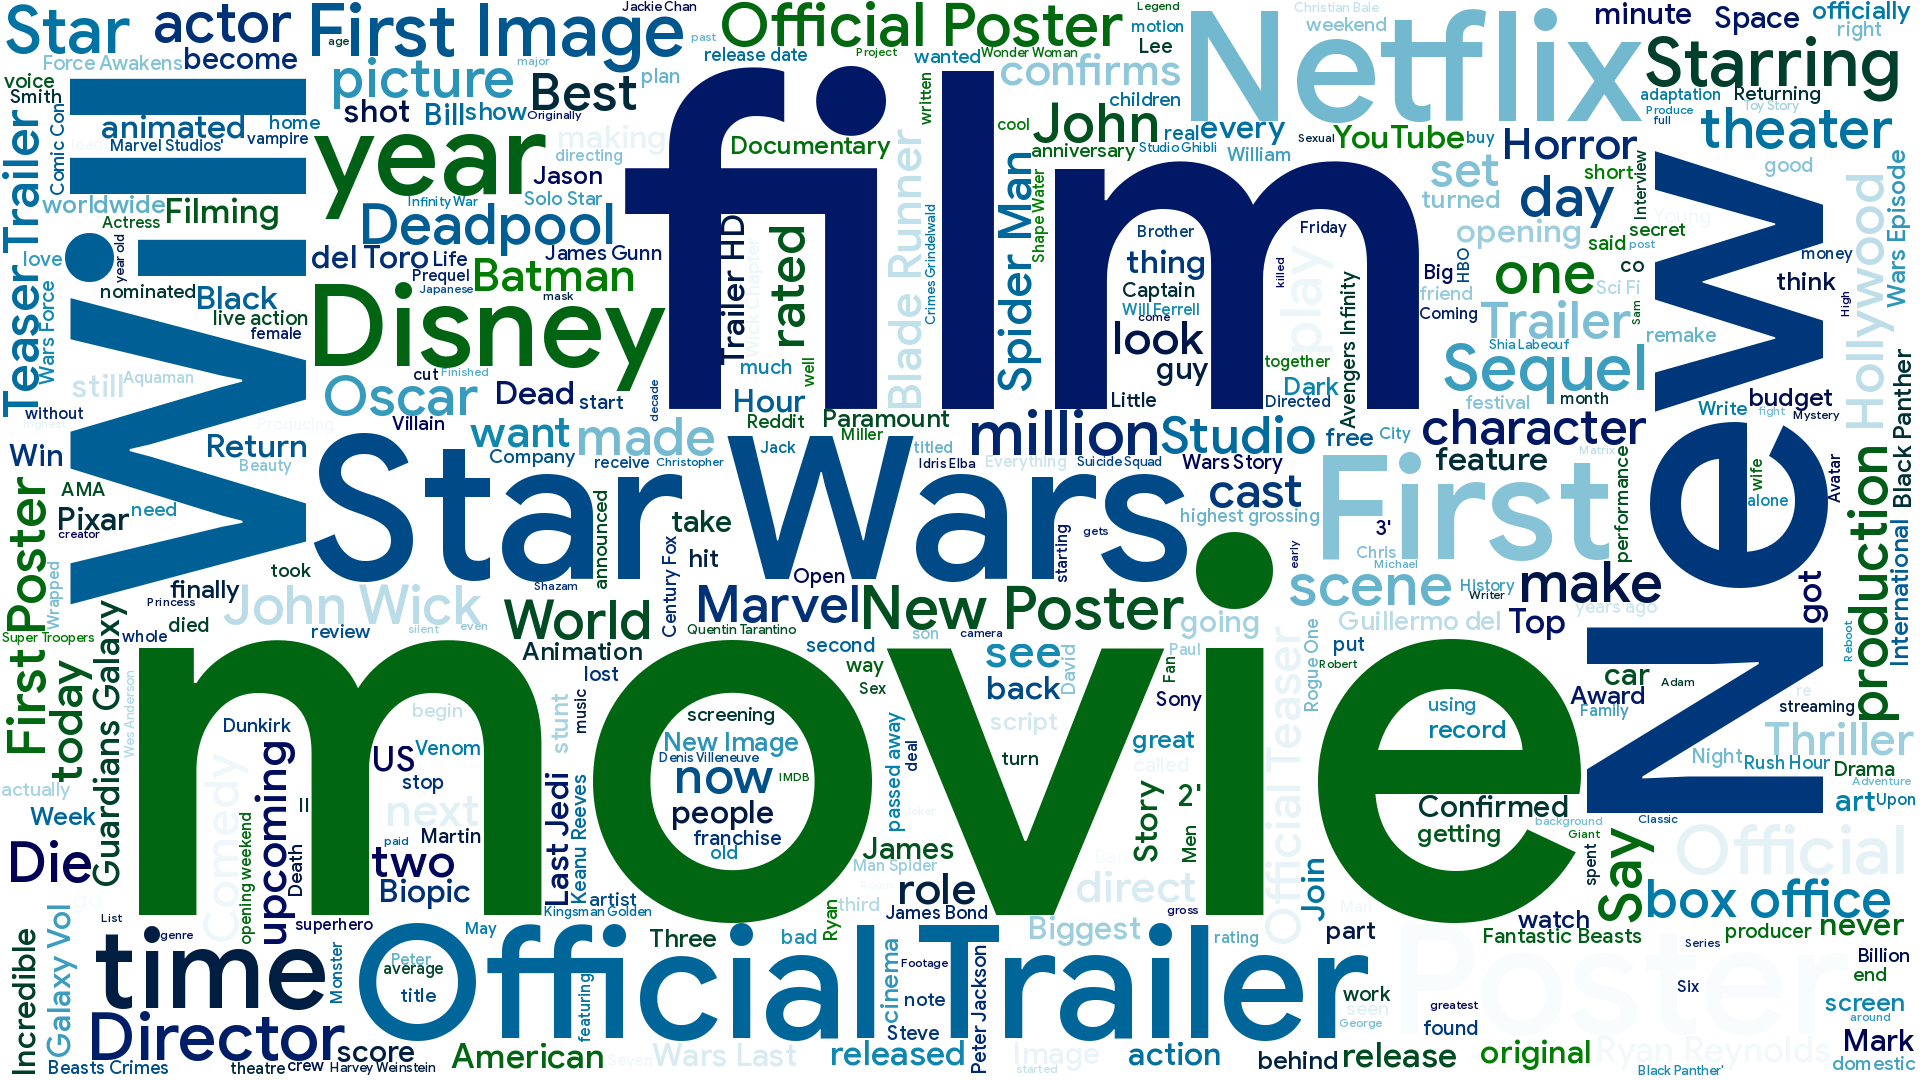 Star
actor
First Image
Jackie Chan
Official Poster
Legend
motion
Christian Bale
weekend
minute
Space
officially
right
Force Awakens
become
age
past
release date
Project
wanted
Wonder Woman
Lee
Netflix
Starring
voice
Smith
picture
major
plan
confirms
children
adaptation
Returning
Toy Story
Produce
full
shot
Bill
show
Best
Originally
written
cool
John
real
every
Sexual
YouTube
buy
Horror
theater
animated
home
Marvel Studios'
vampire
lead
Comic Con
Teaser Trailer
Will
year
making
directing
Documentary
film
Blade Runner
anniversary
Studio Ghibli
William
set
short
good
Jason
Infinity War
Solo Star
worldwide
Actress
Filming
Deadpool
Spider Man
Shape Water
turned
day
Interview
Young
Hollywood
Wars Episode
love
year old
del Toro
Life
James Gunn
Trailer HD
rated
Brother
Friday
opening
said
post
secret
money
nominated
Black
Prequel
Japanese
Batman
mask
Wick Chapter
Crimes Grindelwald
thing
Captain
killed
play
Big
HBO
one
co
Sci Fi
think
live action
female
Disney
Will Ferrell
come
look
guy
Avengers Infinity
friend
Coming
Trailer
Sam
remake
High
New
Wars Force
still
Aquaman
cut
Finished
much
well
together
Shia Labeouf
Sequel
without
highest
Producing
Oscar
Villain
Dead
start
decade
Hour
Little
Dark
Directed
festival
month
Write
fight
budget
Mystery
Win
Return
Beauty
want
made
Reddit
Paramount
Miller
million
Studio
free
City
character
Matrix
Black Panther
Company
receive
Christopher
Jack
titled
Idris Elba
Everything
Suicide Squad
Wars Story
feature
AMA
need
Pixar
creator
Star Wars
announced
take
hit
cast
highest grossing
First
3'
performance
wife
alone
Avatar
First Poster
took
finally
Shazam
Century Fox
Open
starting
gets
early
Chris
Michael
production
International
Wrapped
Princess
John Wick
World
Marvel
New Poster
scene
History
Writer
make
years ago
got
Super Troopers
whole
died
review
silent
even
Animation
Quentin Tarantino
second
son
camera
going
Guillermo del
Top
Reboot
today
Guardians Galaxy
lost
way
Sex
see
back
David
Paul
Fan
Official Teaser
Rogue One
put
Robert
car
Adam
Wes Anderson
movie
Dunkirk
begin
stunt
music
screening
New Image
Denis Villeneuve
script
Sony
using
record
Award
Family
re
streaming
actually
Comedy
upcoming
US
Venom
stop
now
IMDB
people
passed away
deal
turn
great
called
Night
Rush Hour
Thriller
Drama
Adventure
Week
II
next
Martin
paid
Last Jedi
Keanu Reeves
franchise
old
Joker
Story
2'
Men
Confirmed
getting
background
Giant
Classic
art
Upon
Die
opening weekend
Death
two
Biopic
James
Man Spider
Room
direct
Join
spent
Say
Official
go
List
genre
superhero
artist
Kingsman Golden
Ryan
third
role
James Bond
gross
Man
watch
box office
Incredible
Galaxy Vol
time
Monster
May
Official Trailer
Three
bad
Biggest
rating
part
Fantastic Beasts
Series
producer
never
Peter
average
title
featuring
cinema
Footage
note
Peter Jackson
work
seen
George
greatest
Poster
Six
Billion
end
screen
around
Director
score
Steve
found
Mark
Beasts Crimes
theatre
crew
Harvey Weinstein
American
Seven
Wars Last
released
Image
started
action
behind
release
original
Ryan Reynolds
Black Panther'
domestic